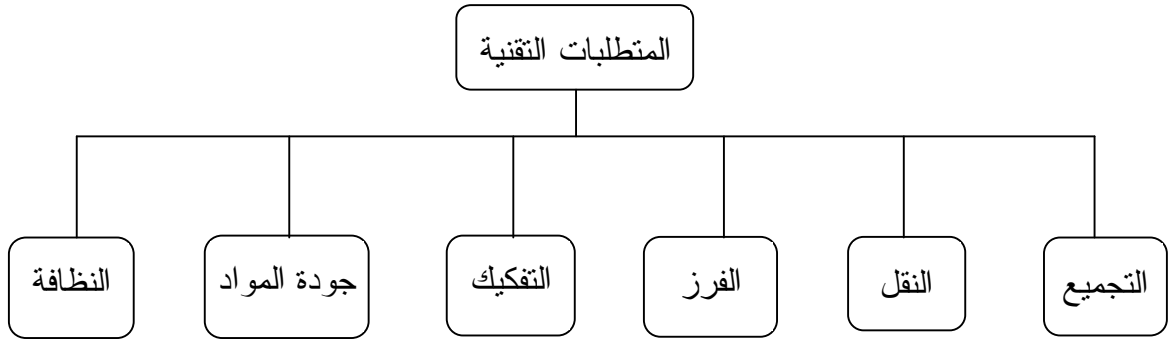 المتطلبات التقنية
التجميع
النقل
الفرز
التفكيك
جودة المواد
النظافة